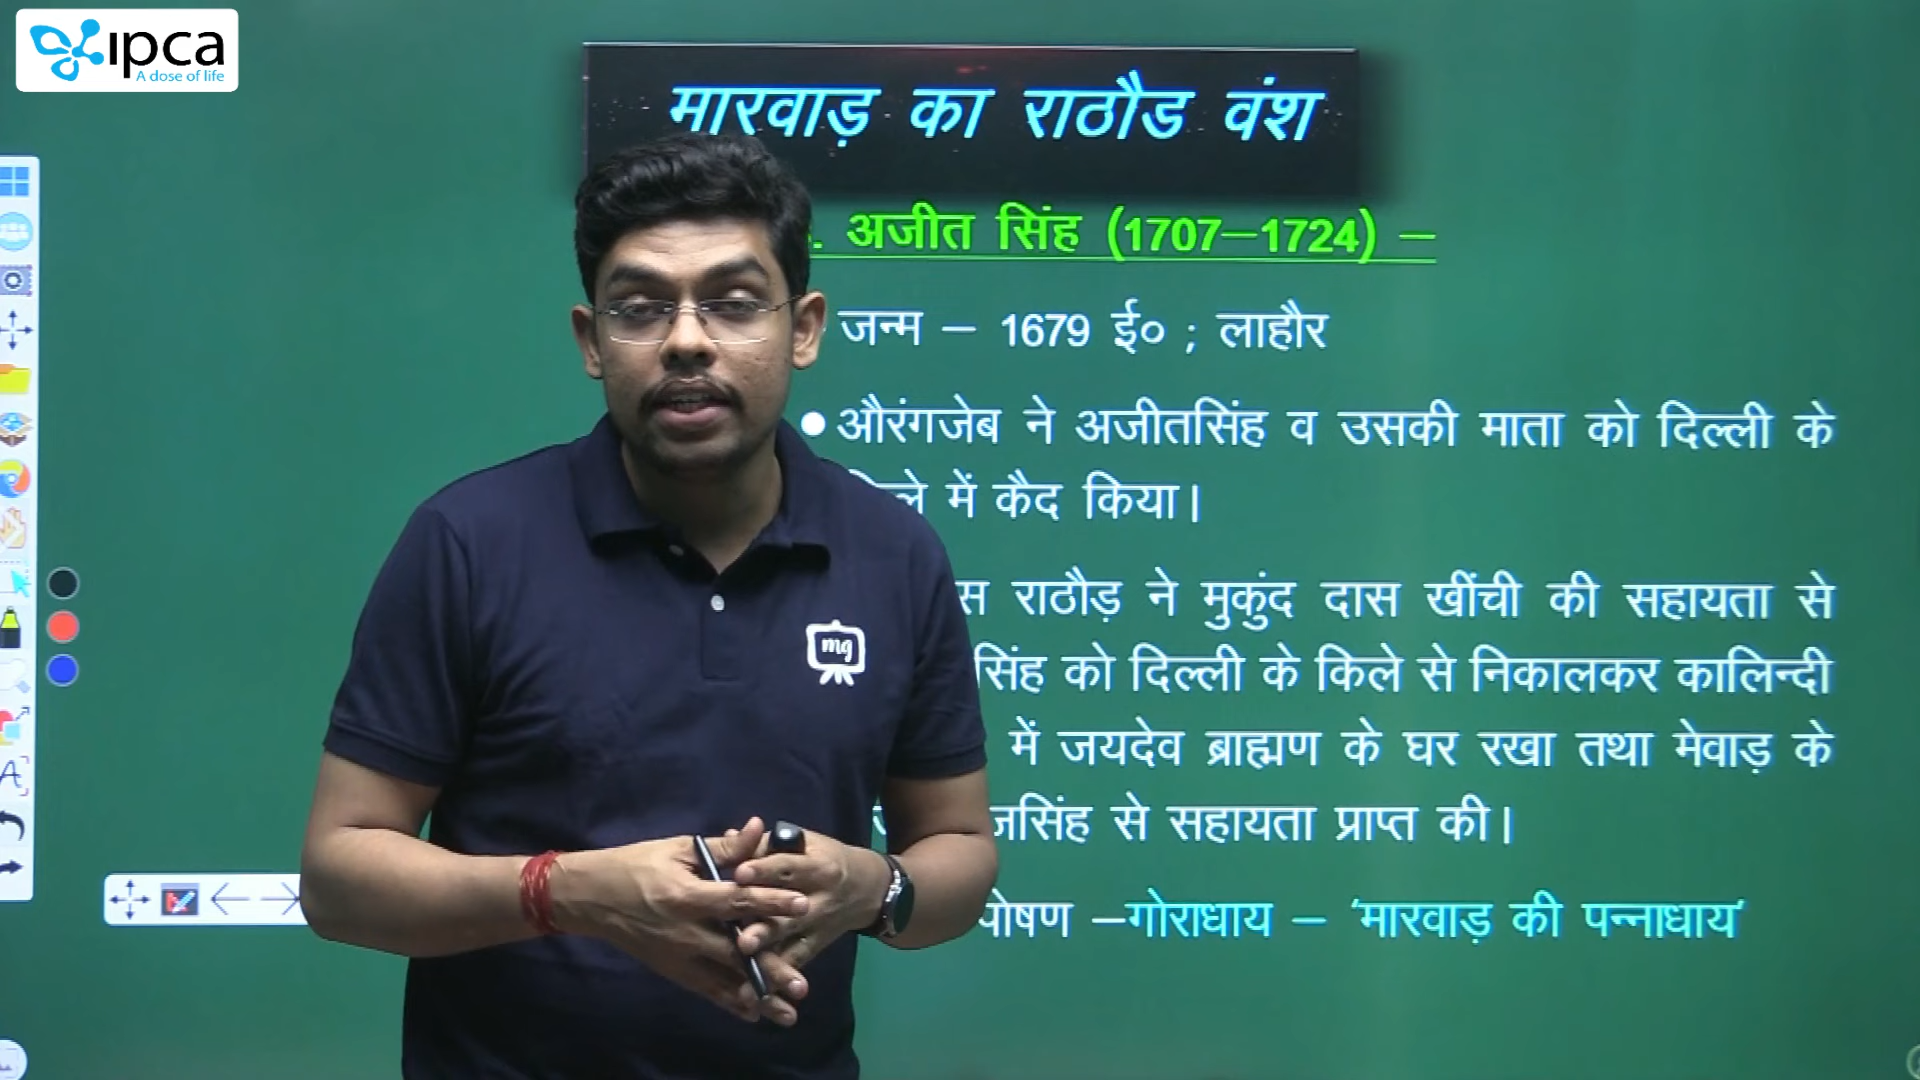 ipca
A dose of life
मारवाड़ का राठौड वंश
अजीत सिंह (1707–1724) –
जन्म – 1679 ई० ; लाहौर
औरंगजेब ने अजीतसिंह व उसकी माता को दिल्ली के
में कैद किया।
राठौड़ ने मुकुंद दास खींची की सहायता से
सिंह को दिल्ली के किले से निकालकर कालिन्दी
में जयदेव ब्राह्मण के घर रखा तथा मेवाड़ के
से सहायता प्राप्त की।
पोषण –गोराधाय – 'मारवाड़ की पन्नाधाय'
mg